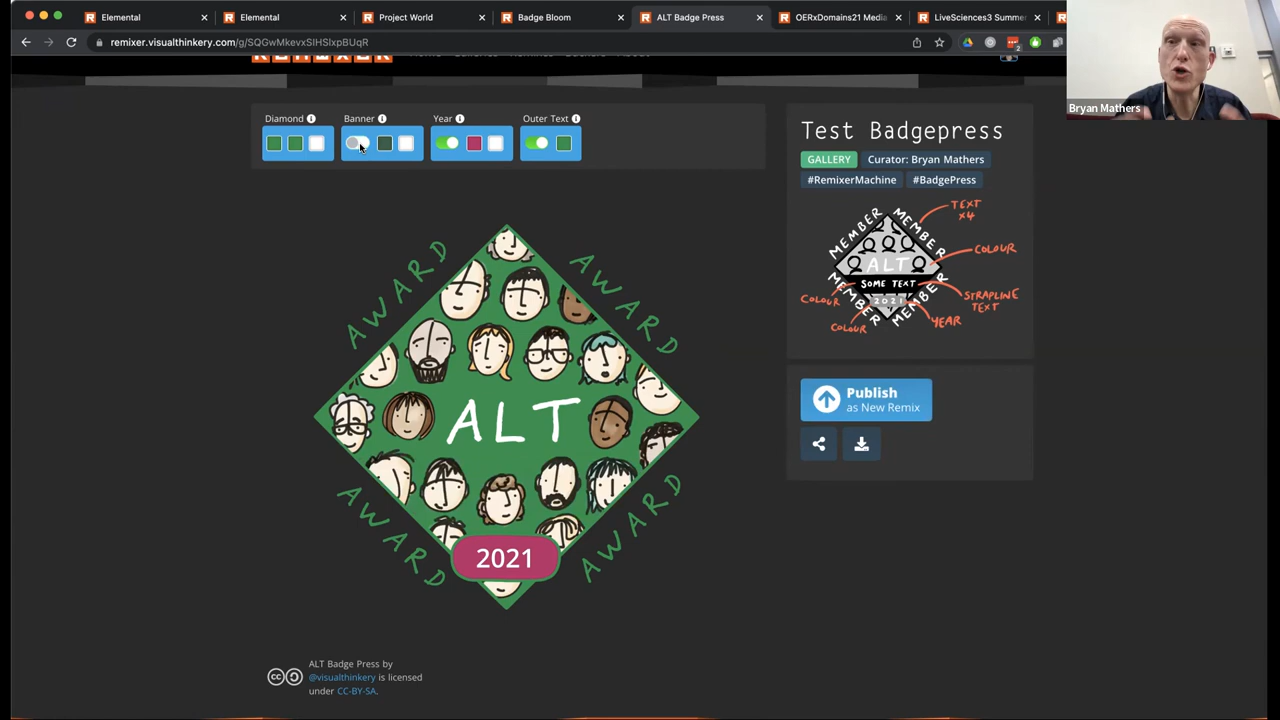 Elemental
Elemental
Project World
Badge Bloom
ALT Badge Press
OERxDomains21 Medi
LiveSciences3 Summe
remixer.visualthinkery.com/g/SQGwMkevxSIHSIxpBUqR
2
Bryan Mathers
Diamond
Banner
Year
Outer Text
AWARD
AWARD
ALT
AWARD
AWARD
2021
Test Badgepress
GALLERY
Curator: Bryan Mathers
#RemixerMachine
#BadgePress
MEMBER
MEMBER
TEXT
X4
COLOUR
ALT
SOME TEXT
MEMBER
MEMBER
COLOUR
2021
STRAPLINE
TEXT
COLOUR
YEAR
Publish
as New Remix
cc
ALT Badge Press by
@visualthinkery is licensed
under CC-BY-SA.